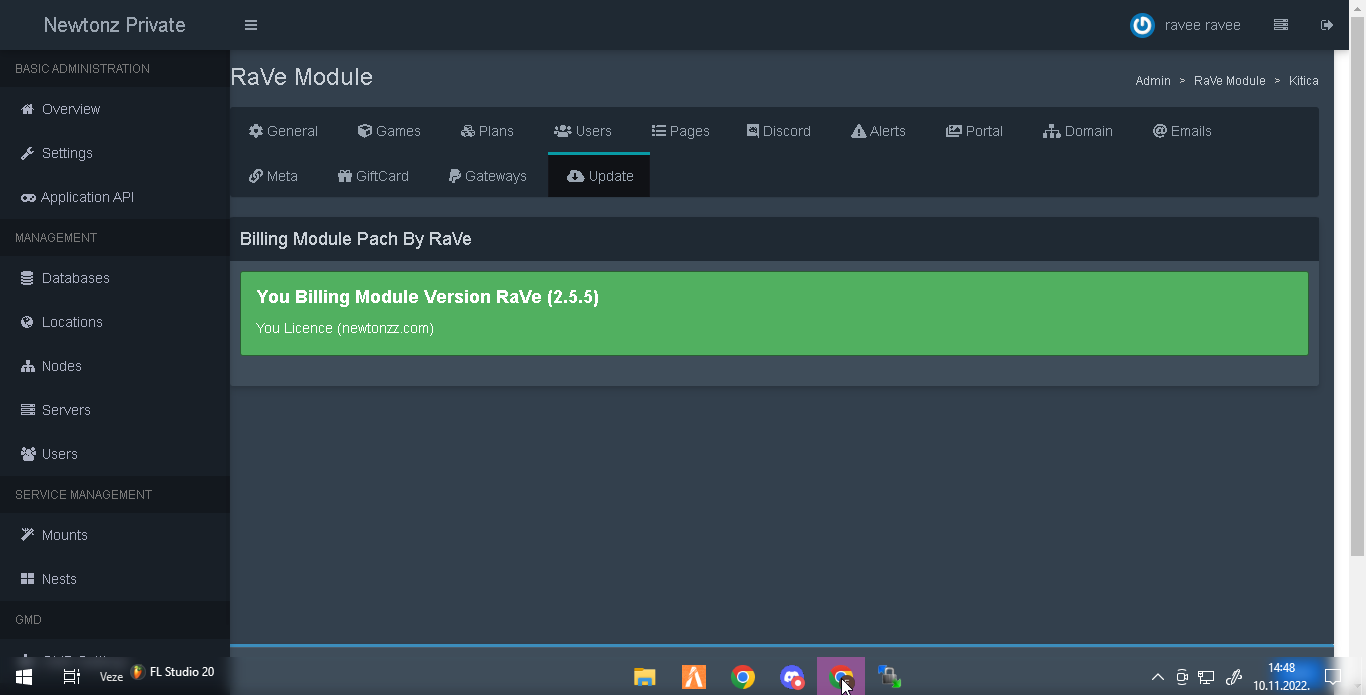 Newtonz Private
ravee ravee
BASIC ADMINISTRATION
Overview
Settings
Application API
MANAGEMENT
Databases
Locations
Nodes
Servers
Users
SERVICE MANAGEMENT
Mounts
Nests
GMD
RaVe Module
Admin > RaVe Module > Kitica
General Games Plans Users Pages Discord Alerts Portal Domain @ Emails
Meta GiftCard Gateways Update
Billing Module Pach By RaVe
You Billing Module Version RaVe (2.5.5)
You Licence (newtonzz.com)
Veze FL Studio 20
14:48
10.11.2022.